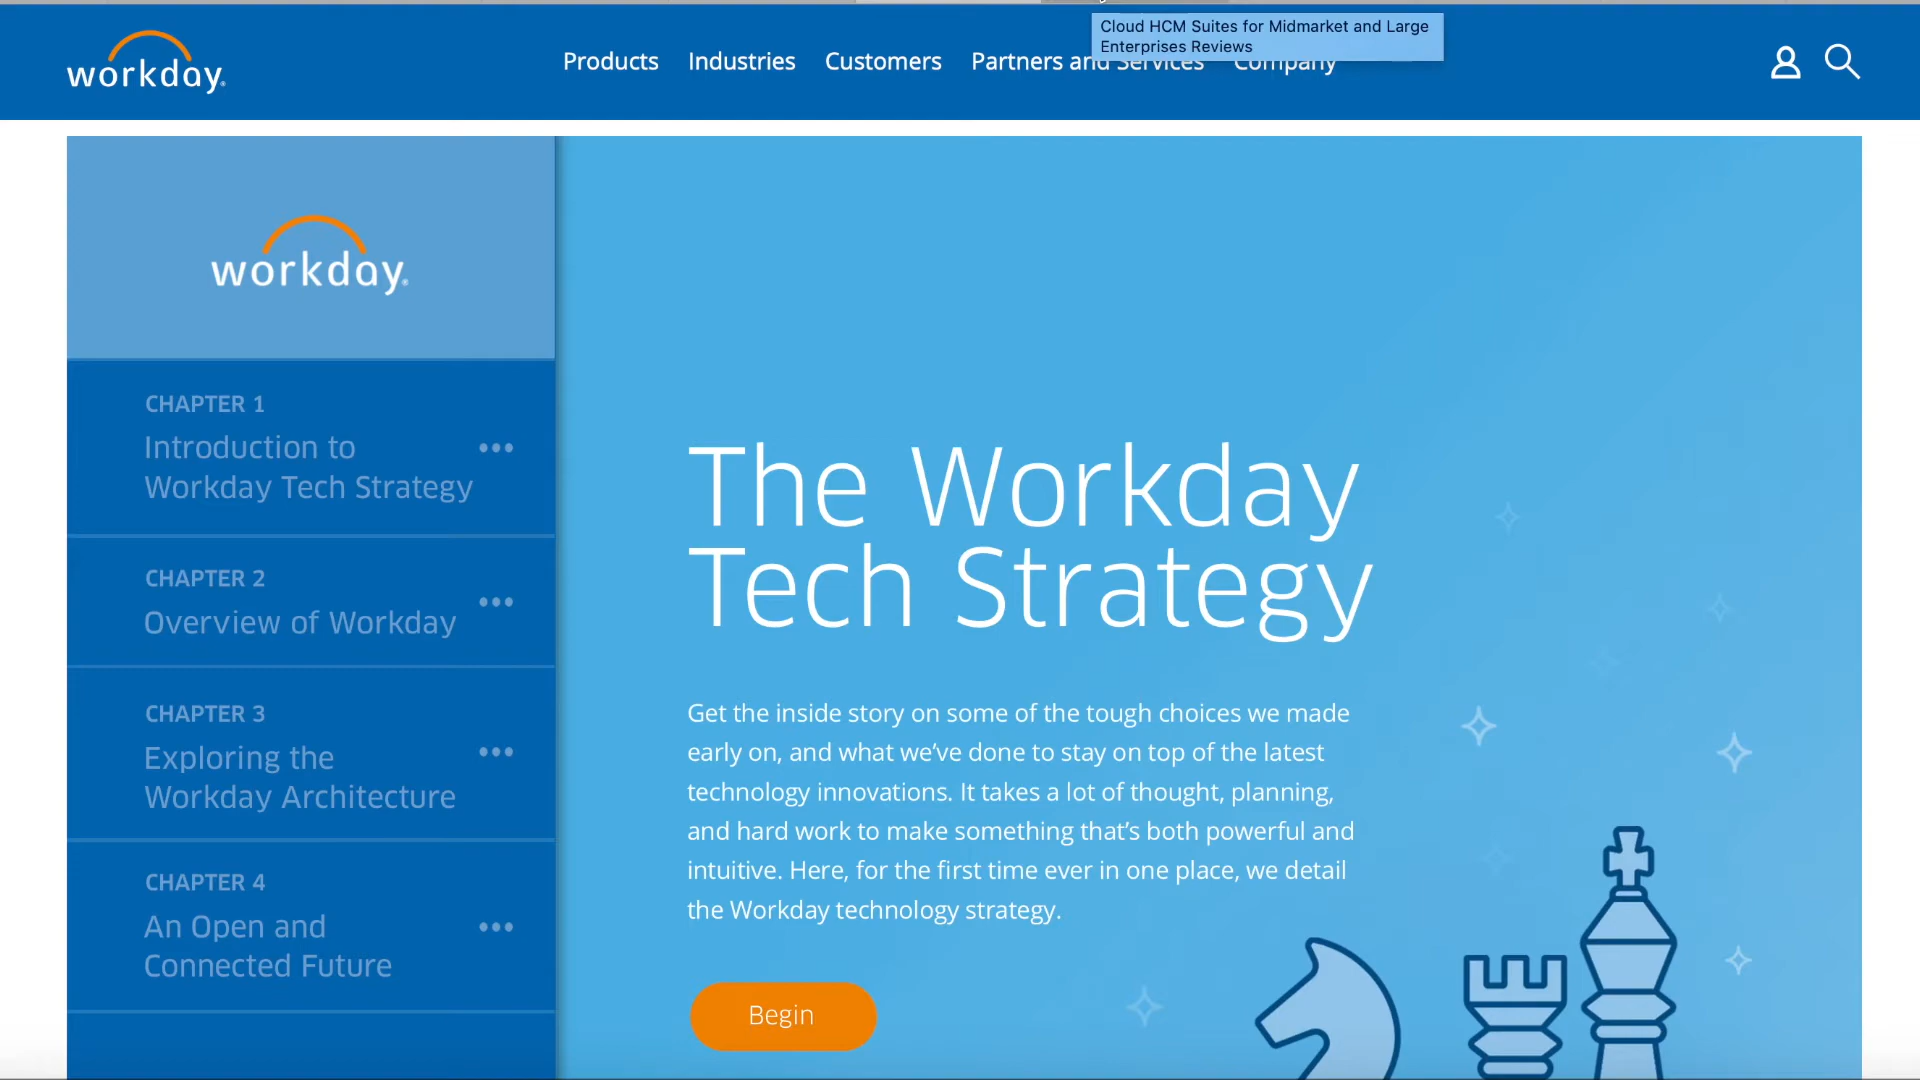 Cloud HCM Suites for Midmarket and Large
Enterprises Reviews
workday®
Products Industries Customers Partners and Services Company
workday®
CHAPTER 1
Introduction to
Workday Tech Strategy
CHAPTER 2
Overview of Workday
CHAPTER 3
Exploring the
Workday Architecture
CHAPTER 4
An Open and
Connected Future
The Workday
Tech Strategy
Get the inside story on some of the tough choices we made
early on, and what we’ve done to stay on top of the latest
technology innovations. It takes a lot of thought, planning,
and hard work to make something that’s both powerful and
intuitive. Here, for the first time ever in one place, we detail
the Workday technology strategy.
Begin